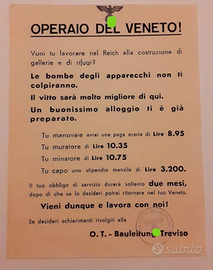 OPERAIO DEL VENETO!
Vuoi tu lavorare nel Reich alla costruzione di
gallerie e di rifugi?
Le bombe degli apparecchi non ti
colpiranno.
Il vitto sarà molto migliore di qui.
Un buonissimo alloggio ti è già
preparato.
Tu manovale avrai una paga oraria di Lire 8.95
Tu muratore di Lire 10.35
Tu minatore di Lire 10.75
Tu capo uno stipendio mensile di Lire 3.200.
Il tuo obbligo di servizio durerà soltanto due mesi,
dopo di che se lo desideri potrai ritornare nel Veneto.
Vieni dunque a lavora con noi!
Se desideri schiarimenti rivolgiti alla
O. T. - Bauleitung Treviso
subito